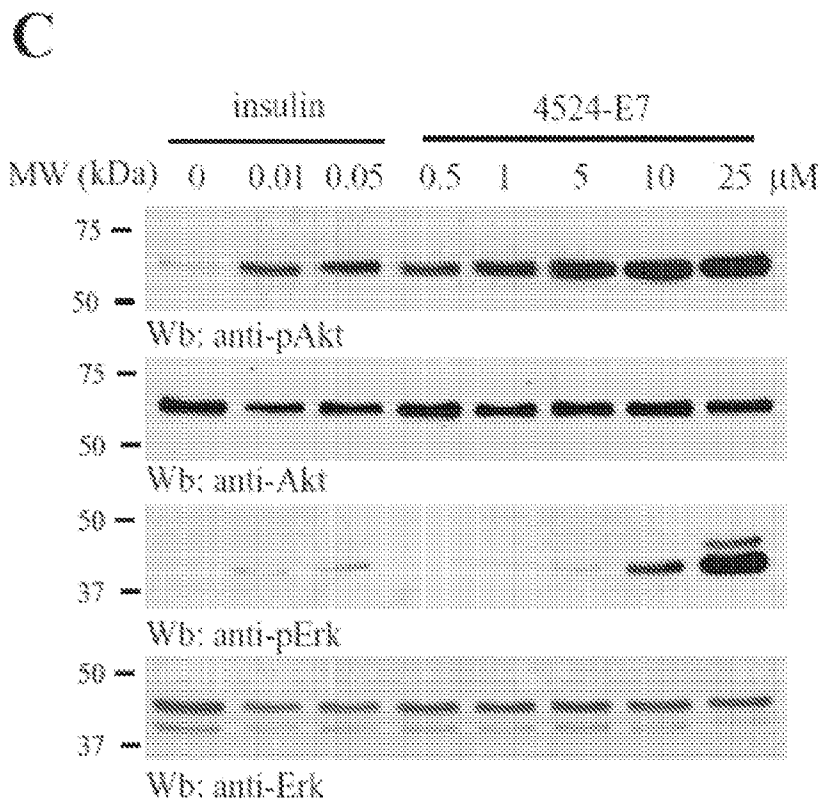 C
insulin 4524-E7
MW (kDa) 0 0.01 0.05 0.5 1 5 10 25 µM
75
50
Wb: anti-pAkt
75
50
Wb: anti-Akt
50
37
Wb: anti-pErk
50
37
Wb: anti-Erk